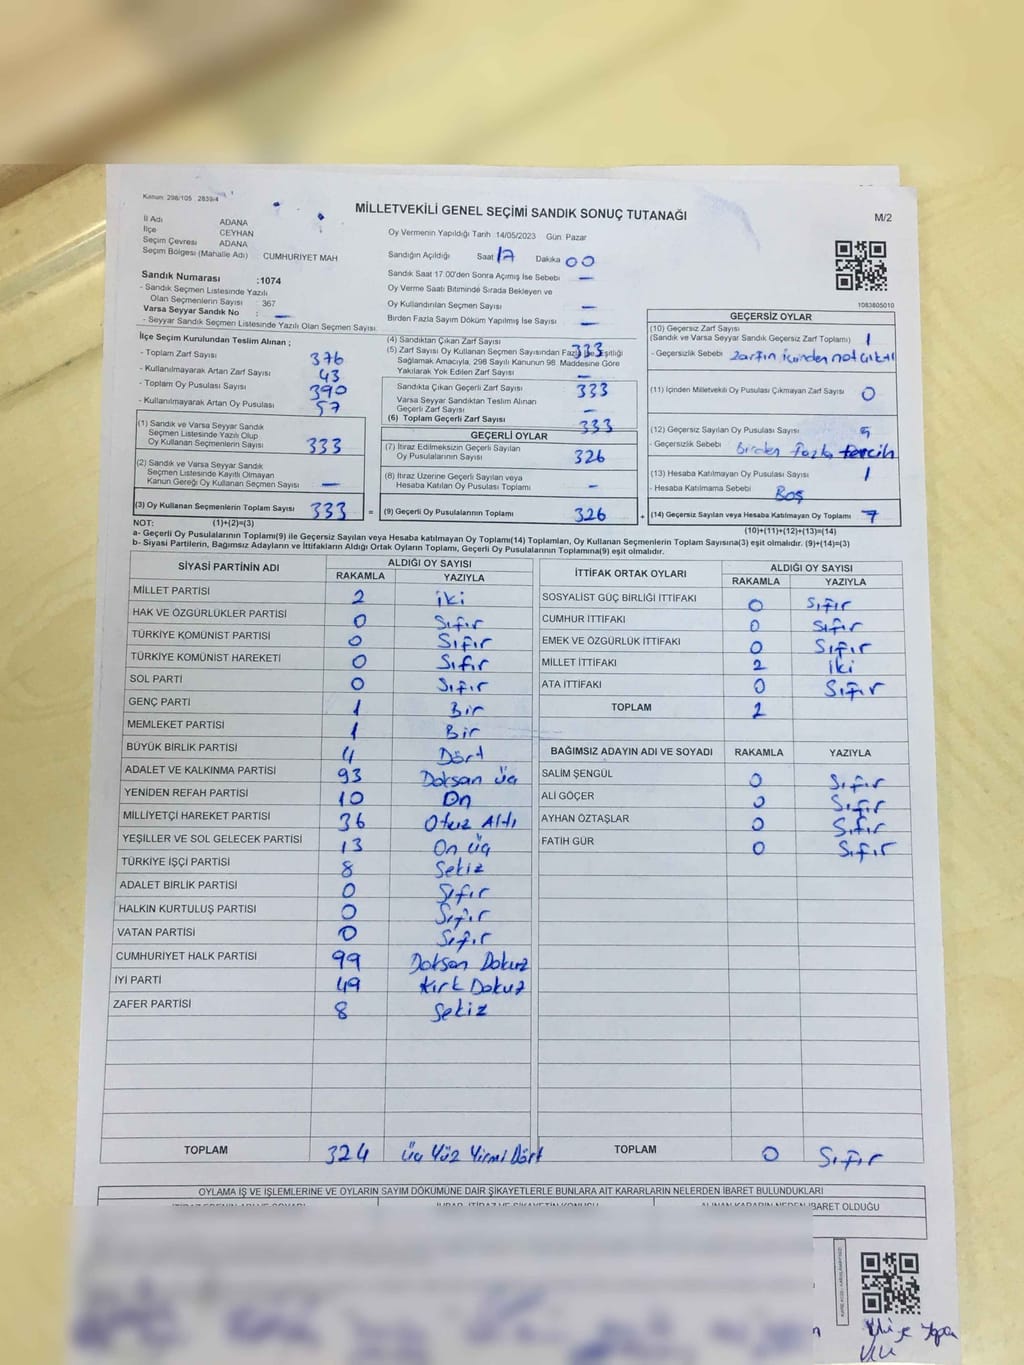 Kanun: 298/105 2839/4
MİLLETVEKİLİ GENEL SEÇİMİ SANDIK SONUÇ TUTANAĞI
M/2
İl Adı ADANA
İlçe CEYHAN
Seçim Çevresi ADANA
Seçim Bölgesi (Mahalle Adı) CUMHURİYET MAH
Sandık Numarası :1074
- Sandık Seçmen Listesinde Yazılı
Olan Seçmenlerin Sayısı : 367
Varsa Seyyar Sandık No : –
- Seyyar Sandık Seçmen Listesinde Yazılı Olan Seçmen Sayısı:
Oy Vermenin Yapıldığı Tarih 14/05/2023 Gün Pazar
Sandığın Açıldığı Saat 17 Dakika 00
Sandık Saat 17.00'den Sonra Açımış İse Sebebi –
Oy Verme Saati Bitiminde Sırada Bekleyen ve
Oy Kullandırılan Seçmen Sayısı –
Birden Fazla Sayım Döküm Yapılmış İse Sayısı –
1083805010
İlçe Seçim Kurulundan Teslim Alınan ;
- Toplam Zarf Sayısı 376
- Kullanılmayarak Artan Zarf Sayısı 43
- Toplam Oy Pusulası Sayısı 390
- Kullanılmayarak Artan Oy Pusulası 57
(1) Sandık ve Varsa Seyyar Sandık
Seçmen Listesinde Yazılı Olup
Oy Kullanan Seçmenlerin Sayısı 333
(2) Sandık ve Varsa Seyyar Sandık
Seçmen Listesinde Kayıtlı Olmayan
Kanun Gereği Oy Kullanan Seçmen Sayısı –
(3) Oy Kullanan Seçmenlerin Toplam Sayısı 333 =
(4) Sandıktan Çıkan Zarf Sayısı 333
(5) Zarf Sayısı Oy Kullanan Seçmen Sayısından Fazla İse Eşitliği
Sağlamak Amacıyla, 298 Sayılı Kanunun 98. Maddesine Göre
Yakılarak Yok Edilen Zarf Sayısı –
Sandıkta Çıkan Geçerli Zarf Sayısı 333
Varsa Seyyar Sandıktan Teslim Alınan
Geçerli Zarf Sayısı –
(6) Toplam Geçerli Zarf Sayısı 333
GEÇERLİ OYLAR
(7) İtiraz Edilmeksizin Geçerli Sayılan
Oy Pusulalarının Sayısı 326
(8) İtiraz Üzerine Geçerli Sayılan veya
Hesaba Katılan Oy Pusulası Toplamı –
(9) Geçerli Oy Pusulalarının Toplamı 326 +
GEÇERSİZ OYLAR
(10) Geçersiz Zarf Sayısı
(Sandık ve Varsa Seyyar Sandık Geçersiz Zarf Toplamı) 1
- Geçersizlik Sebebi Zarfın içinden not çıktı
(11) İçinden Milletvekili Oy Pusulası Çıkmayan Zarf Sayısı 0
(12) Geçersiz Sayılan Oy Pusulası Sayısı 5
- Geçersizlik Sebebi Birden fazla tercih
(13) Hesaba Katılmayan Oy Pusulası Sayısı 1
- Hesaba Katılmama Sebebi Boş
(14) Geçersiz Sayılan veya Hesaba Katılmayan Oy Toplamı 7
NOT: (1)+(2)=(3)
(10)+(11)+(12)+(13)=(14)
a- Geçerli Oy Pusulalarının Toplamı(9) ile Geçersiz Sayılan veya Hesaba katılmayan Oy Toplamı(14) Toplamları, Oy Kullanan Seçmenlerin Toplam Sayısına(3) eşit olmalıdır. (9)+(14)=(3)
b- Siyasi Partilerin, Bağımsız Adayların ve İttifakların Aldığı Ortak Oyların Toplamı, Geçerli Oy Pusulalarının Toplamına(9) eşit olmalıdır.
SİYASİ PARTİNİN ADI ALDIĞI OY SAYISI
RAKAMLA YAZIYLA
MİLLET PARTİSİ 2 iki
HAK VE ÖZGÜRLÜKLER PARTİSİ 0 Sıfır
TÜRKİYE KOMÜNİST PARTİSİ 0 Sıfır
TÜRKİYE KOMÜNİST HAREKETİ 0 Sıfır
SOL PARTİ 0 Sıfır
GENÇ PARTİ 1 Bir
MEMLEKET PARTİSİ 1 Bir
BÜYÜK BİRLİK PARTİSİ 4 Dört
ADALET VE KALKINMA PARTİSİ 93 Doksan üç
YENİDEN REFAH PARTİSİ 10 On
MİLLİYETÇİ HAREKET PARTİSİ 36 Otuz Altı
YEŞİLLER VE SOL GELECEK PARTİSİ 13 On üç
TÜRKİYE İŞÇİ PARTİSİ 8 Sekiz
ADALET BİRLİK PARTİSİ 0 Sıfır
HALKIN KURTULUŞ PARTİSİ 0 Sıfır
VATAN PARTİSİ 0 Sıfır
CUMHURİYET HALK PARTİSİ 99 Doksan Dokuz
İYİ PARTİ 49 Kırk Dokuz
ZAFER PARTİSİ 8 Sekiz
TOPLAM 324 Üç Yüz Yirmi Dört
İTTİFAK ORTAK OYLARI ALDIĞI OY SAYISI
RAKAMLA YAZIYLA
SOSYALİST GÜÇ BİRLİĞİ İTTİFAKI 0 Sıfır
CUMHUR İTTİFAKI 0 Sıfır
EMEK VE ÖZGÜRLÜK İTTİFAKI 0 Sıfır
MİLLET İTTİFAKI 2 iki
ATA İTTİFAKI 0 Sıfır
TOPLAM 2
BAĞIMSIZ ADAYIN ADI VE SOYADI RAKAMLA YAZIYLA
SALİM ŞENGÜL 0 Sıfır
ALİ GÖÇER 0 Sıfır
AYHAN ÖZTAŞLAR 0 Sıfır
FATİH GÜR 0 Sıfır
TOPLAM 0 Sıfır
OYLAMA İŞ VE İŞLEMLERİNE VE OYLARIN SAYIM DÖKÜMÜNE DAİR ŞİKAYETLERLE BUNLARA AİT KARARLARIN NELERDEN İBARET BULUNDUKLARI
İBARET OLDUĞU